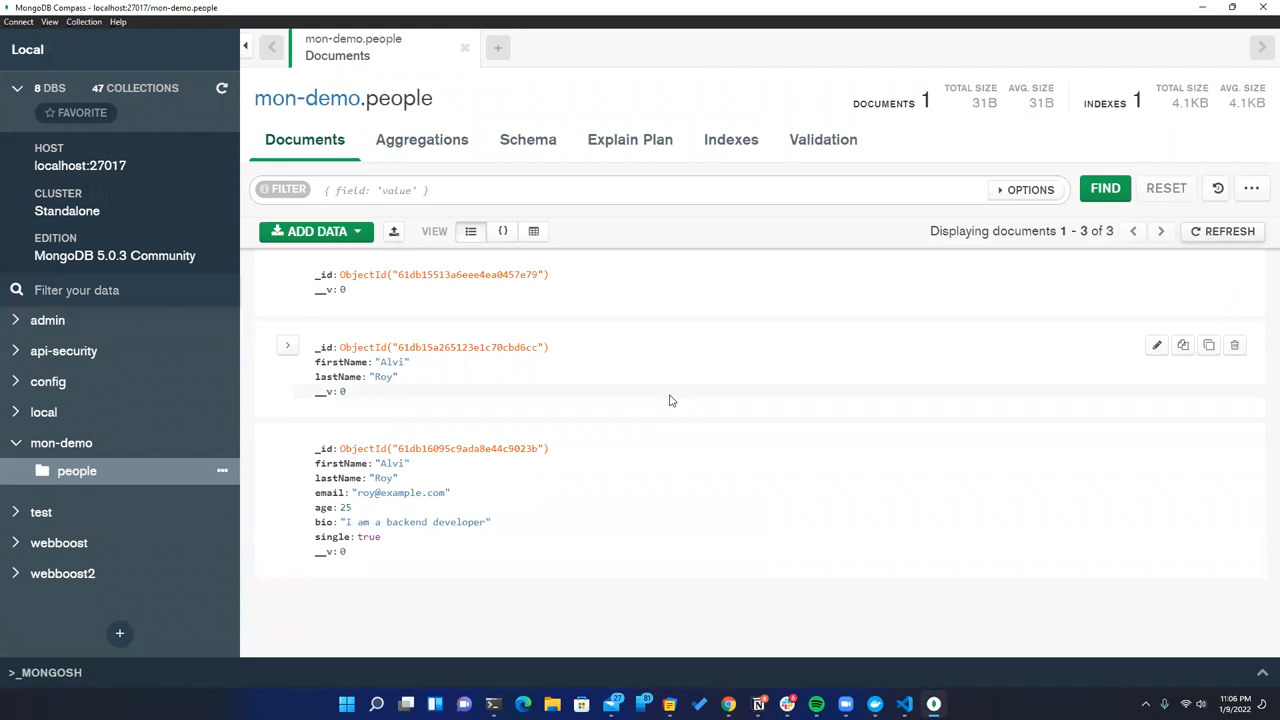 MongoDB Compass - localhost:27017/mon-demo.people
Connect View Collection Help
Local
8 DBS 47 COLLECTIONS
FAVORITE
HOST
localhost:27017
CLUSTER
Standalone
EDITION
MongoDB 5.0.3 Community
Filter your data
admin
api-security
config
local
mon-demo
people
test
webboost
webboost2
>_MONGOSH
mon-demo.people
Documents
mon-demo.people
DOCUMENTS 1 TOTAL SIZE 31B AVG. SIZE 31B INDEXES 1 TOTAL SIZE 4.1KB AVG. SIZE 4.1KB
Documents Aggregations Schema Explain Plan Indexes Validation
FILTER { field: 'value' } OPTIONS FIND RESET
ADD DATA VIEW {} Displaying documents 1 - 3 of 3 REFRESH
_id: ObjectId("61db15513a6eee4ea0457e79")
__v: 0
_id: ObjectId("61db15a265123e1c70cbd6cc")
firstName: "Alvi"
lastName: "Roy"
__v: 0
_id: ObjectId("61db16095c9ada8e44c9023b")
firstName: "Alvi"
lastName: "Roy"
email: "roy@example.com"
age: 25
bio: "I am a backend developer"
single: true
__v: 0
27 81 6
11:06 PM
1/9/2022